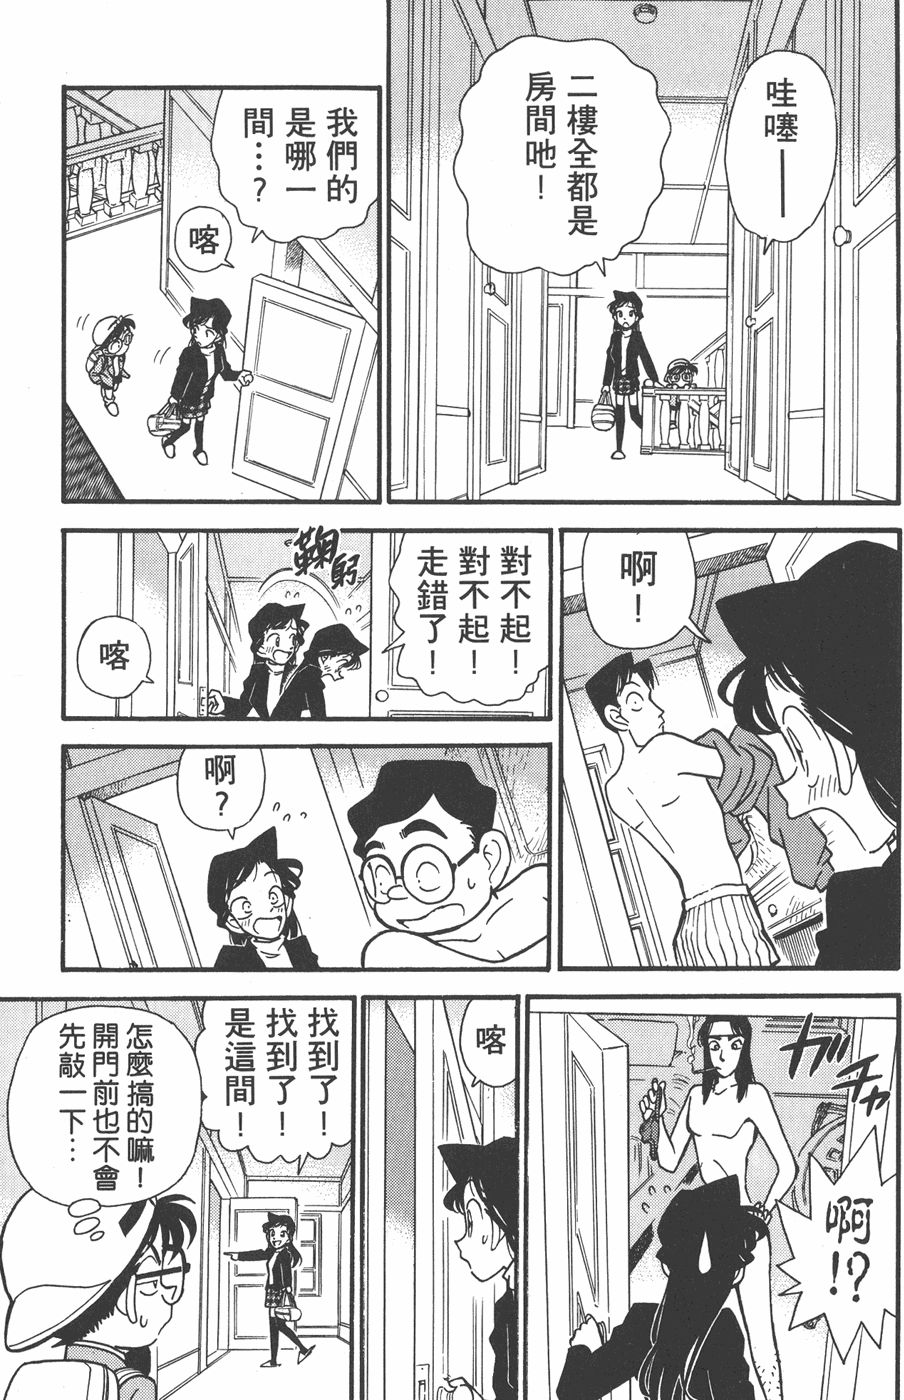 哇噻——
二樓全都是
房間吔！
我們的
是哪一
間…？
喀
啊！
對不起！
對不起！
走錯了！
鞠躬
喀
啊？
ガチャ
啊!?
喀
找到了！
找到了！
是這間！
怎麼搞的嘛！
開門前也不會
先敲一下…